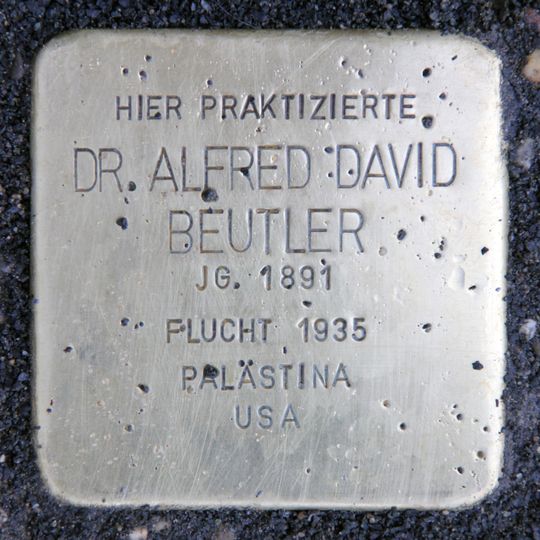 HIER PRAKTIZIERTE
DR. ALFRED DAVID
BEUTLER
JG. 1891
FLUCHT 1935
PALÄSTINA
USA